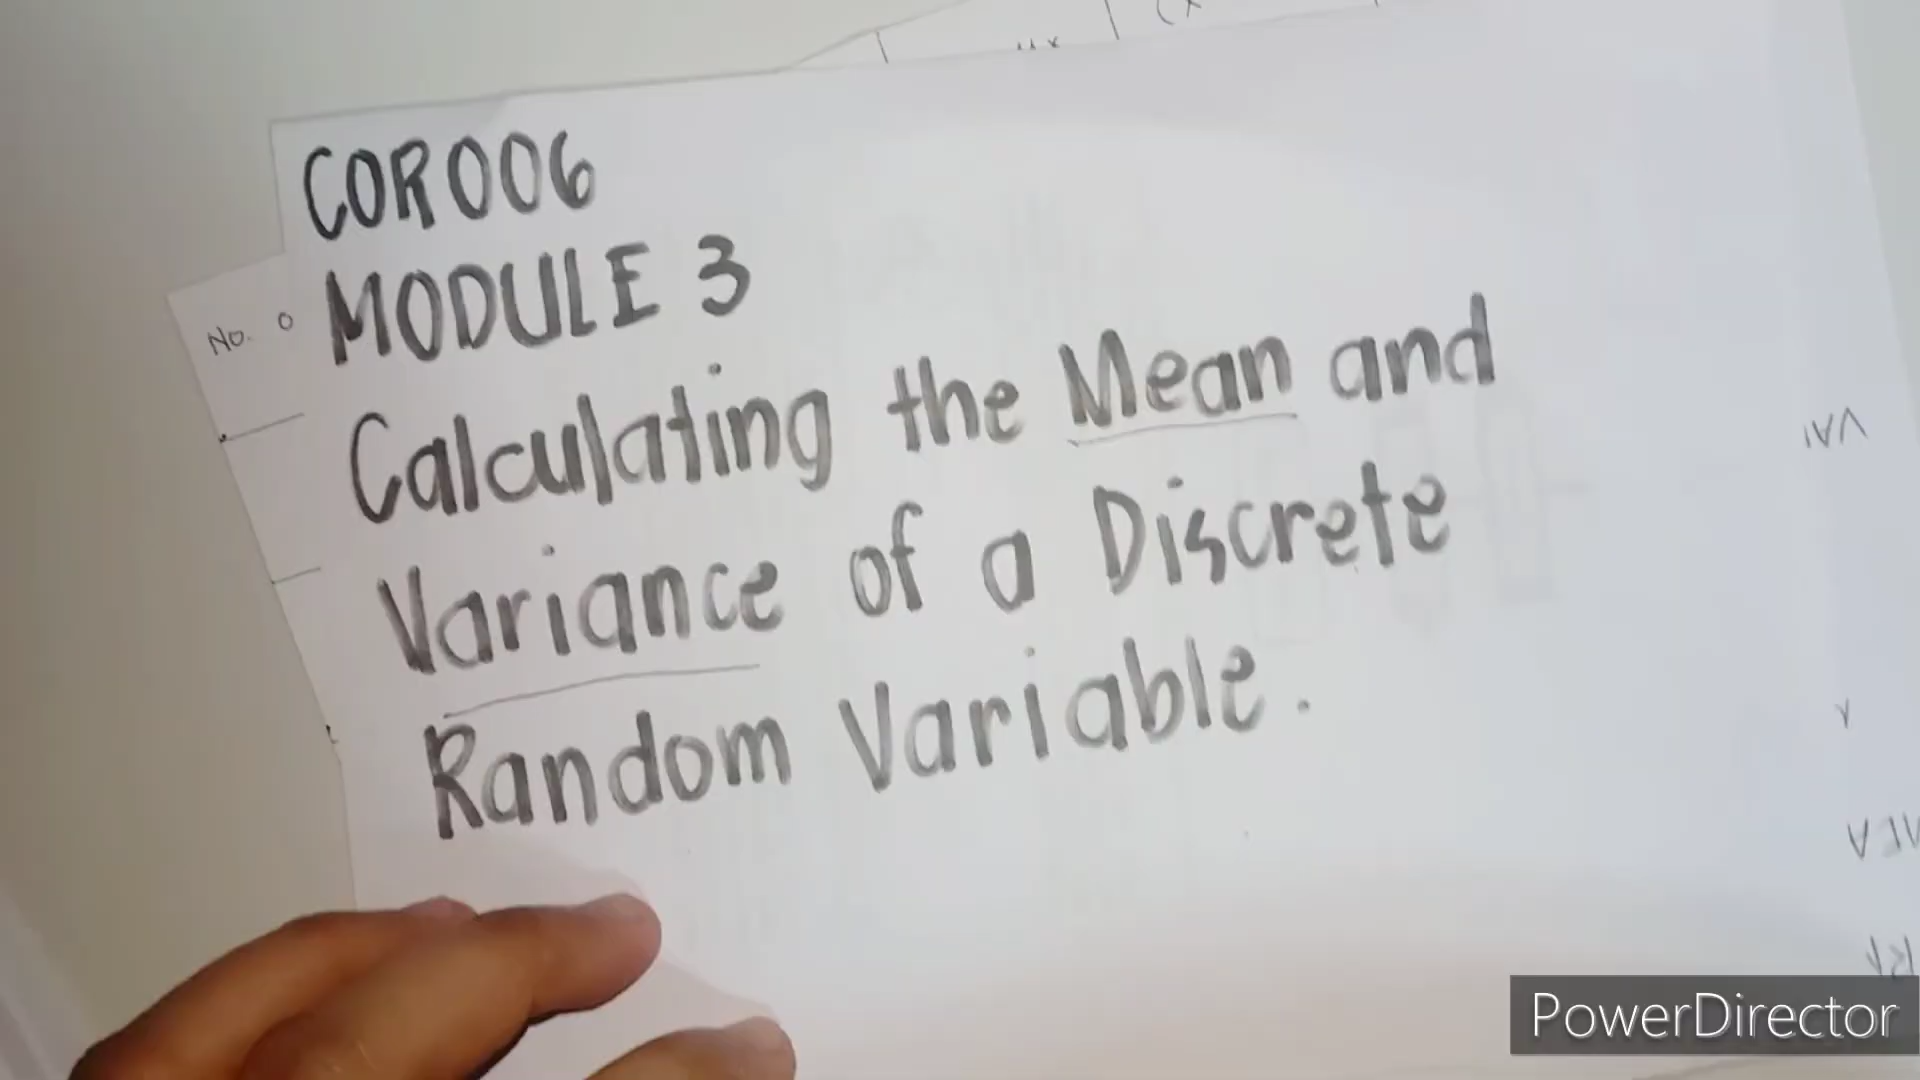 COR006
MODULE 3
No. o
Calculating the Mean and
Variance of a Discrete
Random Variable.
PowerDirector